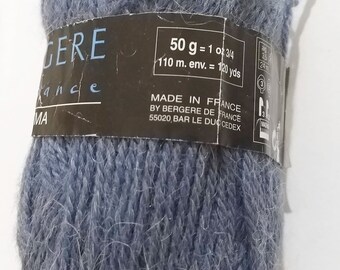 GERE
France
MA
50 g = 1 oz 3/4
110 m. env. = 120 yds
MADE IN FRANCE
BY BERGERE DE FRANCE
55020 BAR LE DUC CEDEX